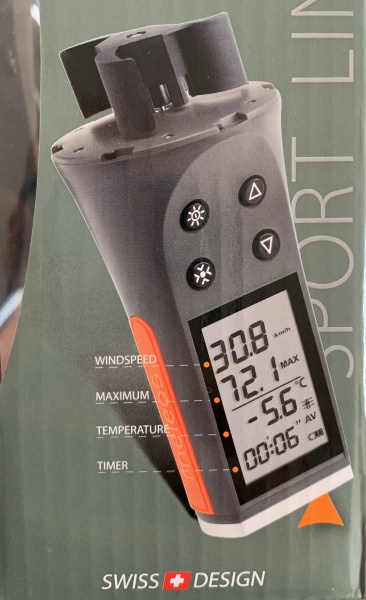 SPORT LIN
30.8 km/h
WINDSPEED
72.1 MAX
MAXIMUM
-5.6 °C
TEMPERATURE
00:06" AV
TIMER
SWISS DESIGN